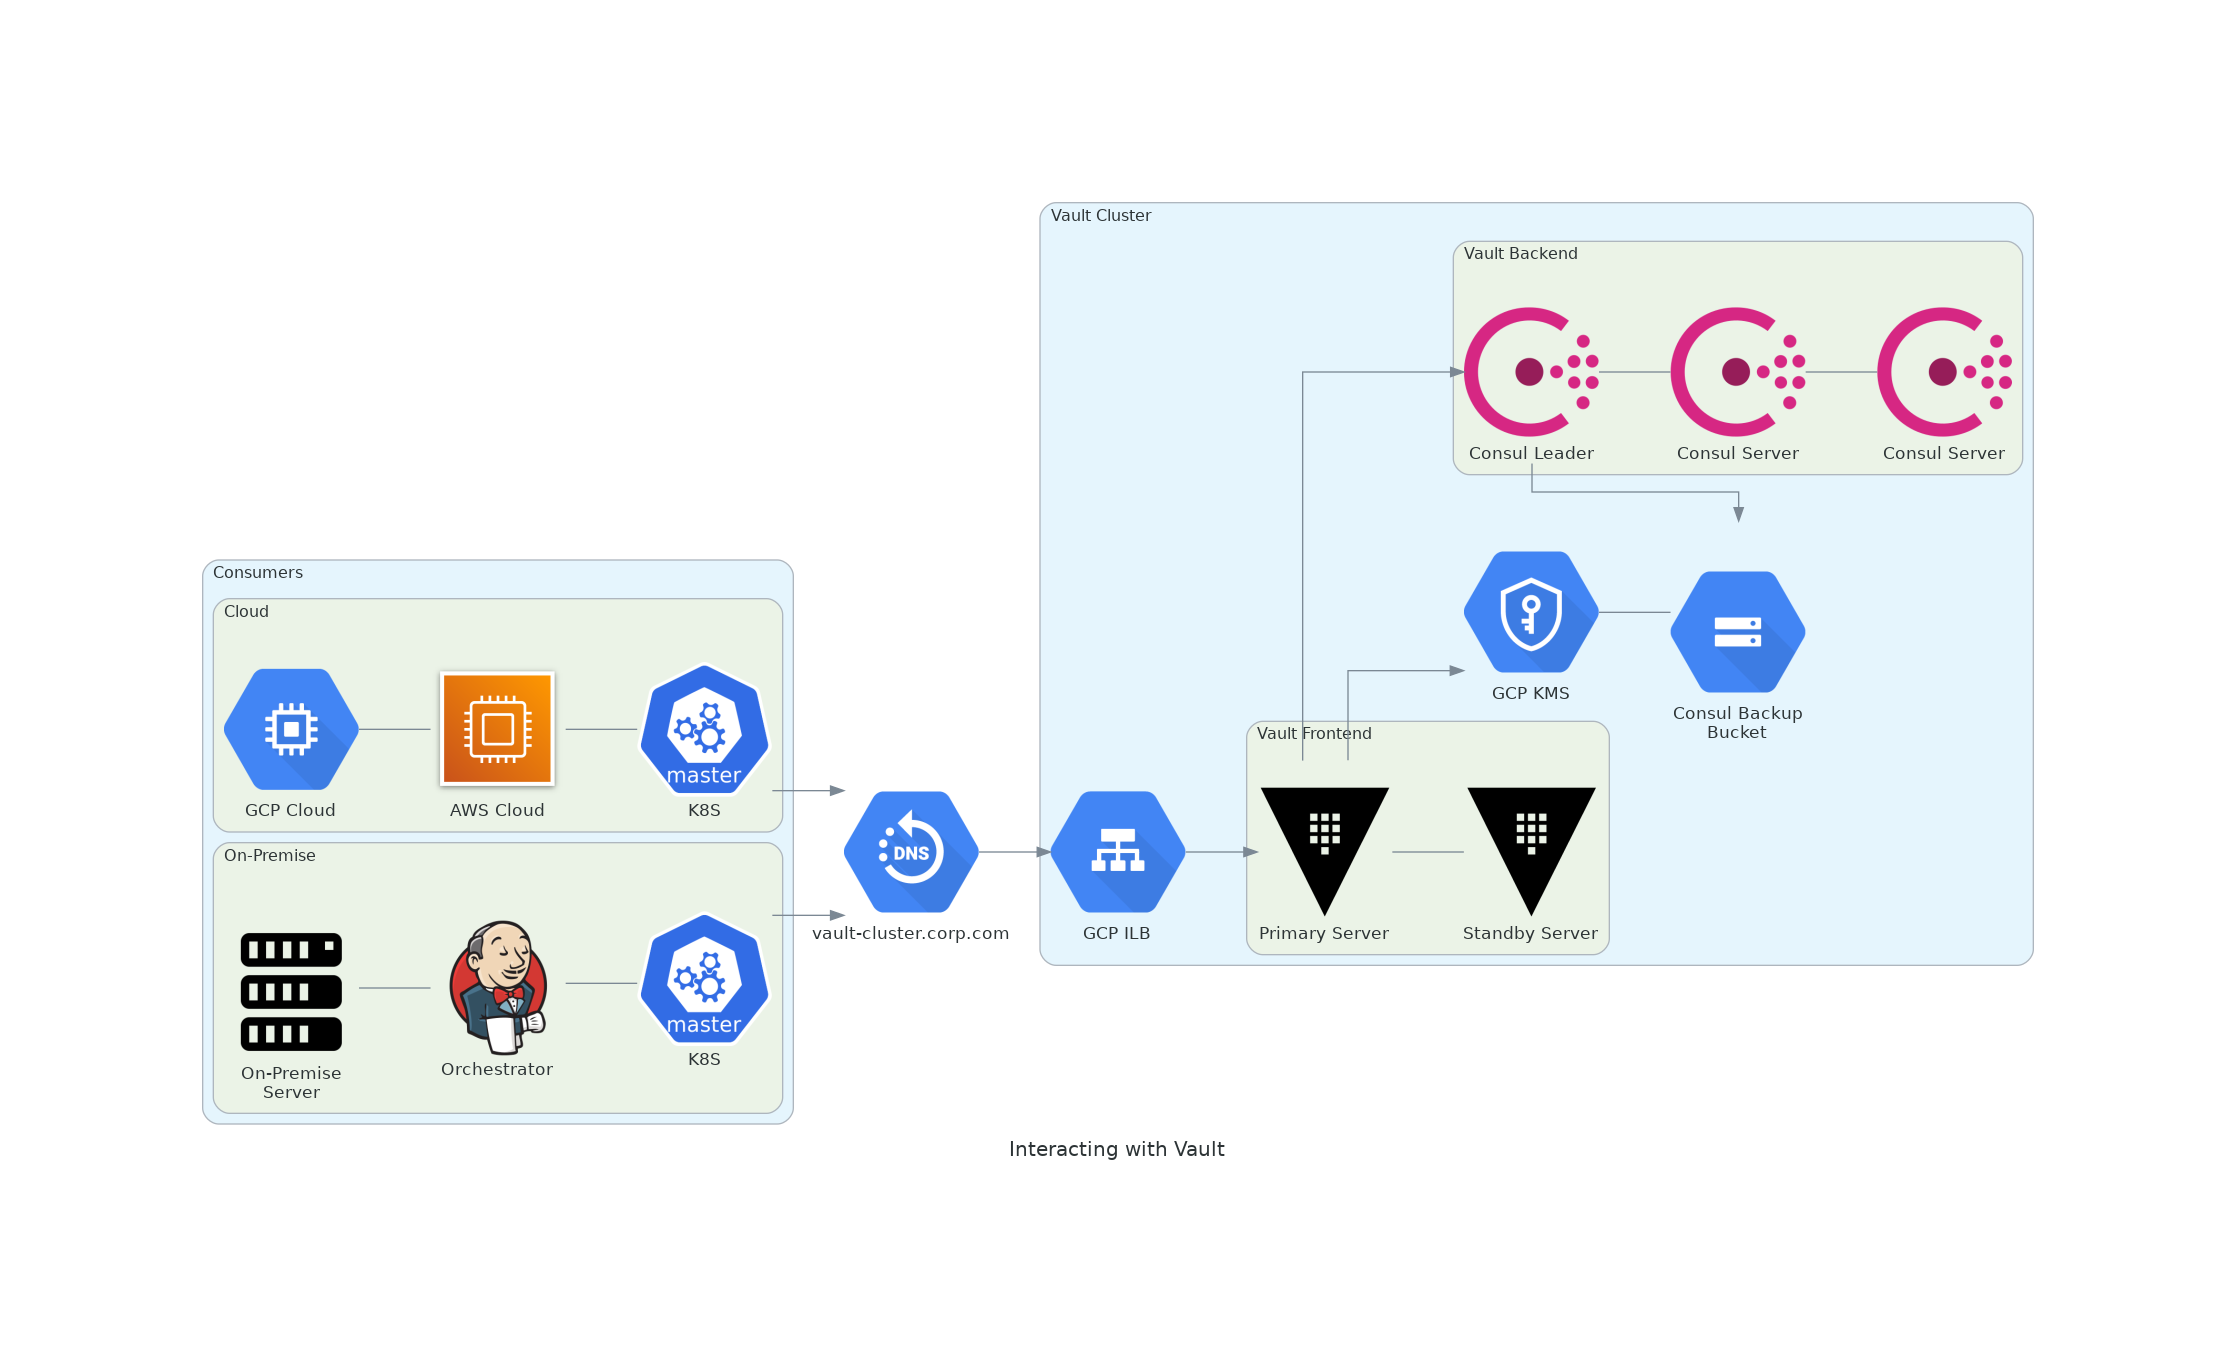 Vault Cluster
Vault Backend
Consul Leader
Consul Server
Consul Server
Consumers
Cloud
GCP Cloud
AWS Cloud
master
K8S
On-Premise
On-Premise
Server
Orchestrator
master
K8S
DNS
vault-cluster.corp.com
GCP ILB
GCP KMS
Consul Backup
Bucket
Vault Frontend
Primary Server
Standby Server
Interacting with Vault